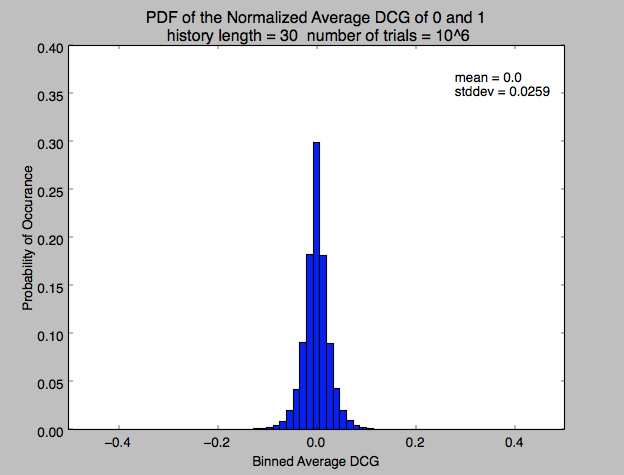 PDF of the Normalized Average DCG of 0 and 1
history length = 30 number of trials = 10^6
mean = 0.0
stddev = 0.0259
Probability of Occurance
0.40
0.35
0.30
0.25
0.20
0.15
0.10
0.05
0.00
−0.4
−0.2
0.0
0.2
0.4
Binned Average DCG